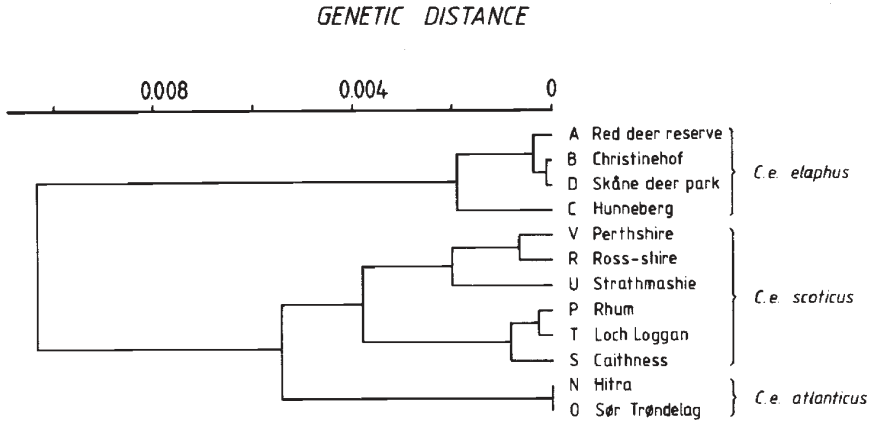 GENETIC DISTANCE
0.008 0.004 0
A Red deer reserve
B Christinehof
D Skåne deer park
C Hunneberg
C.e. elaphus
V Perthshire
R Ross-shire
U Strathmashie
P Rhum
T Loch Loggan
S Caithness
C.e. scoticus
N Hitra
O Sør Trøndelag
C.e. atlanticus